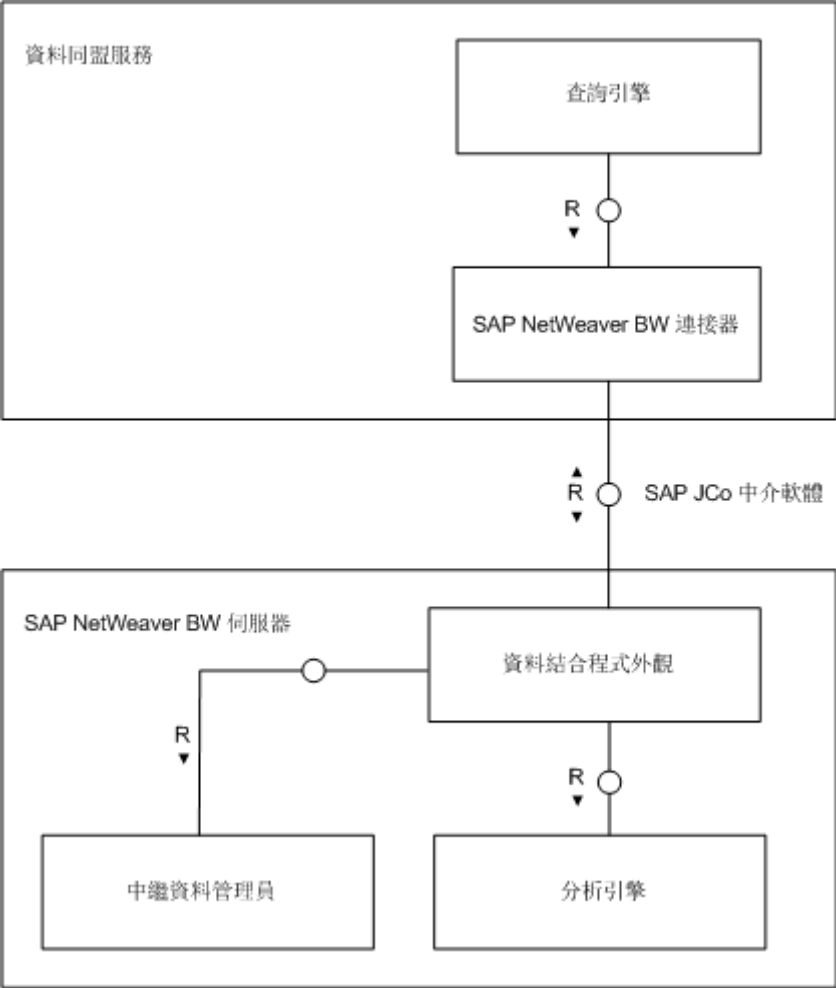 資料同盟服務
查詢引擎
R
SAP NetWeaver BW 連接器
R
SAP JCo 中介軟體
SAP NetWeaver BW 伺服器
資料結合程式外觀
R
R
中繼資料管理員
分析引擎